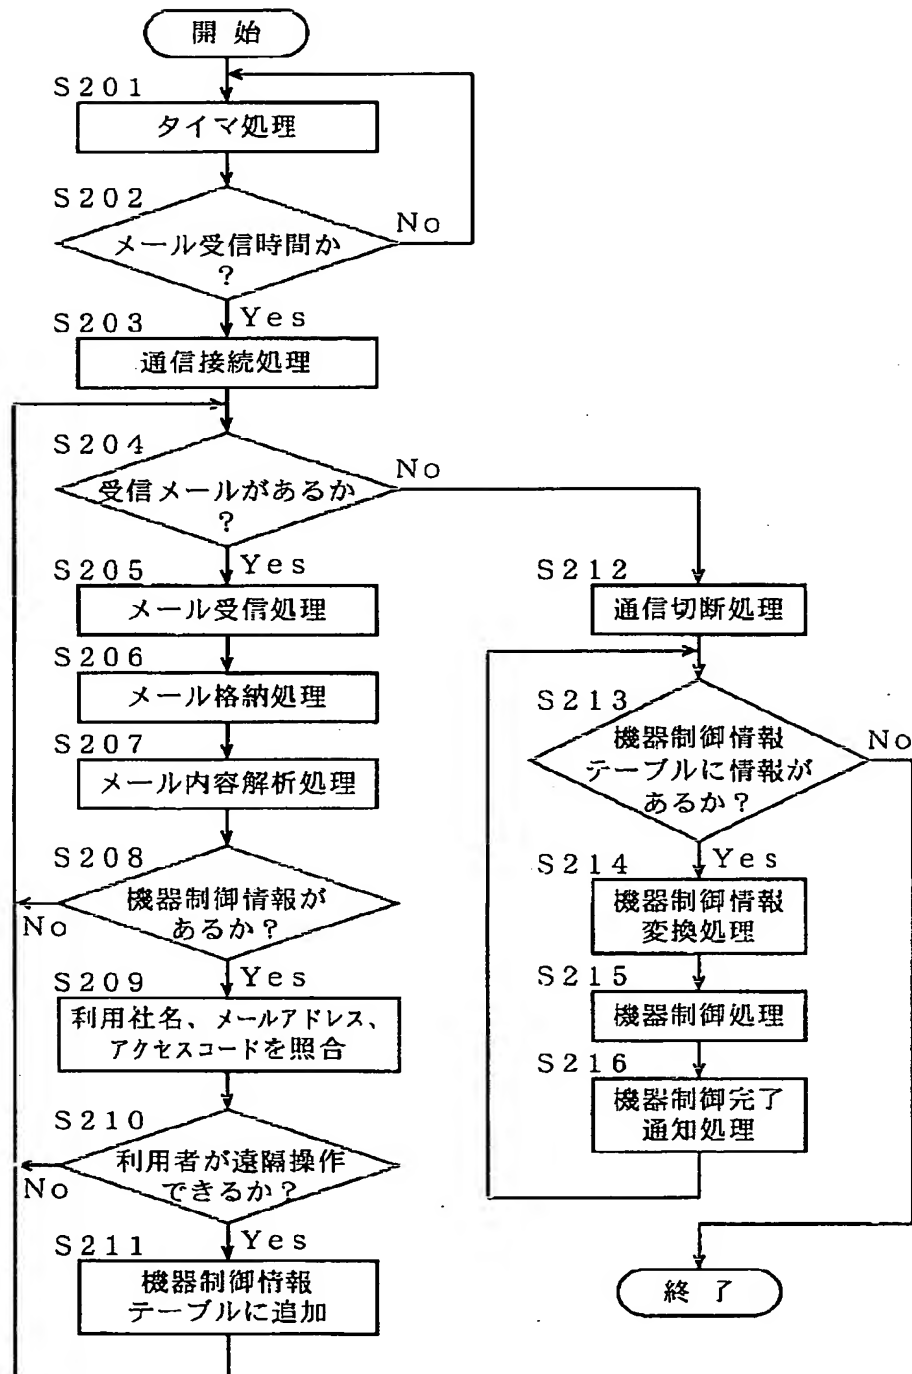 開 始
S201
タイマ処理
S202
メール受信時間か
?
No
Yes
S203
通信接続処理
S204
受信メールがあるか
?
No
Yes
S205
メール受信処理
S206
メール格納処理
S207
メール内容解析処理
S208
機器制御情報が
あるか?
No
Yes
S209
利用社名、メールアドレス、
アクセスコードを照合
S210
利用者が遠隔操作
できるか?
No
Yes
S211
機器制御情報
テーブルに追加
S212
通信切断処理
S213
機器制御情報
テーブルに情報が
あるか?
No
Yes
S214
機器制御情報
変換処理
S215
機器制御処理
S216
機器制御完了
通知処理
終 了